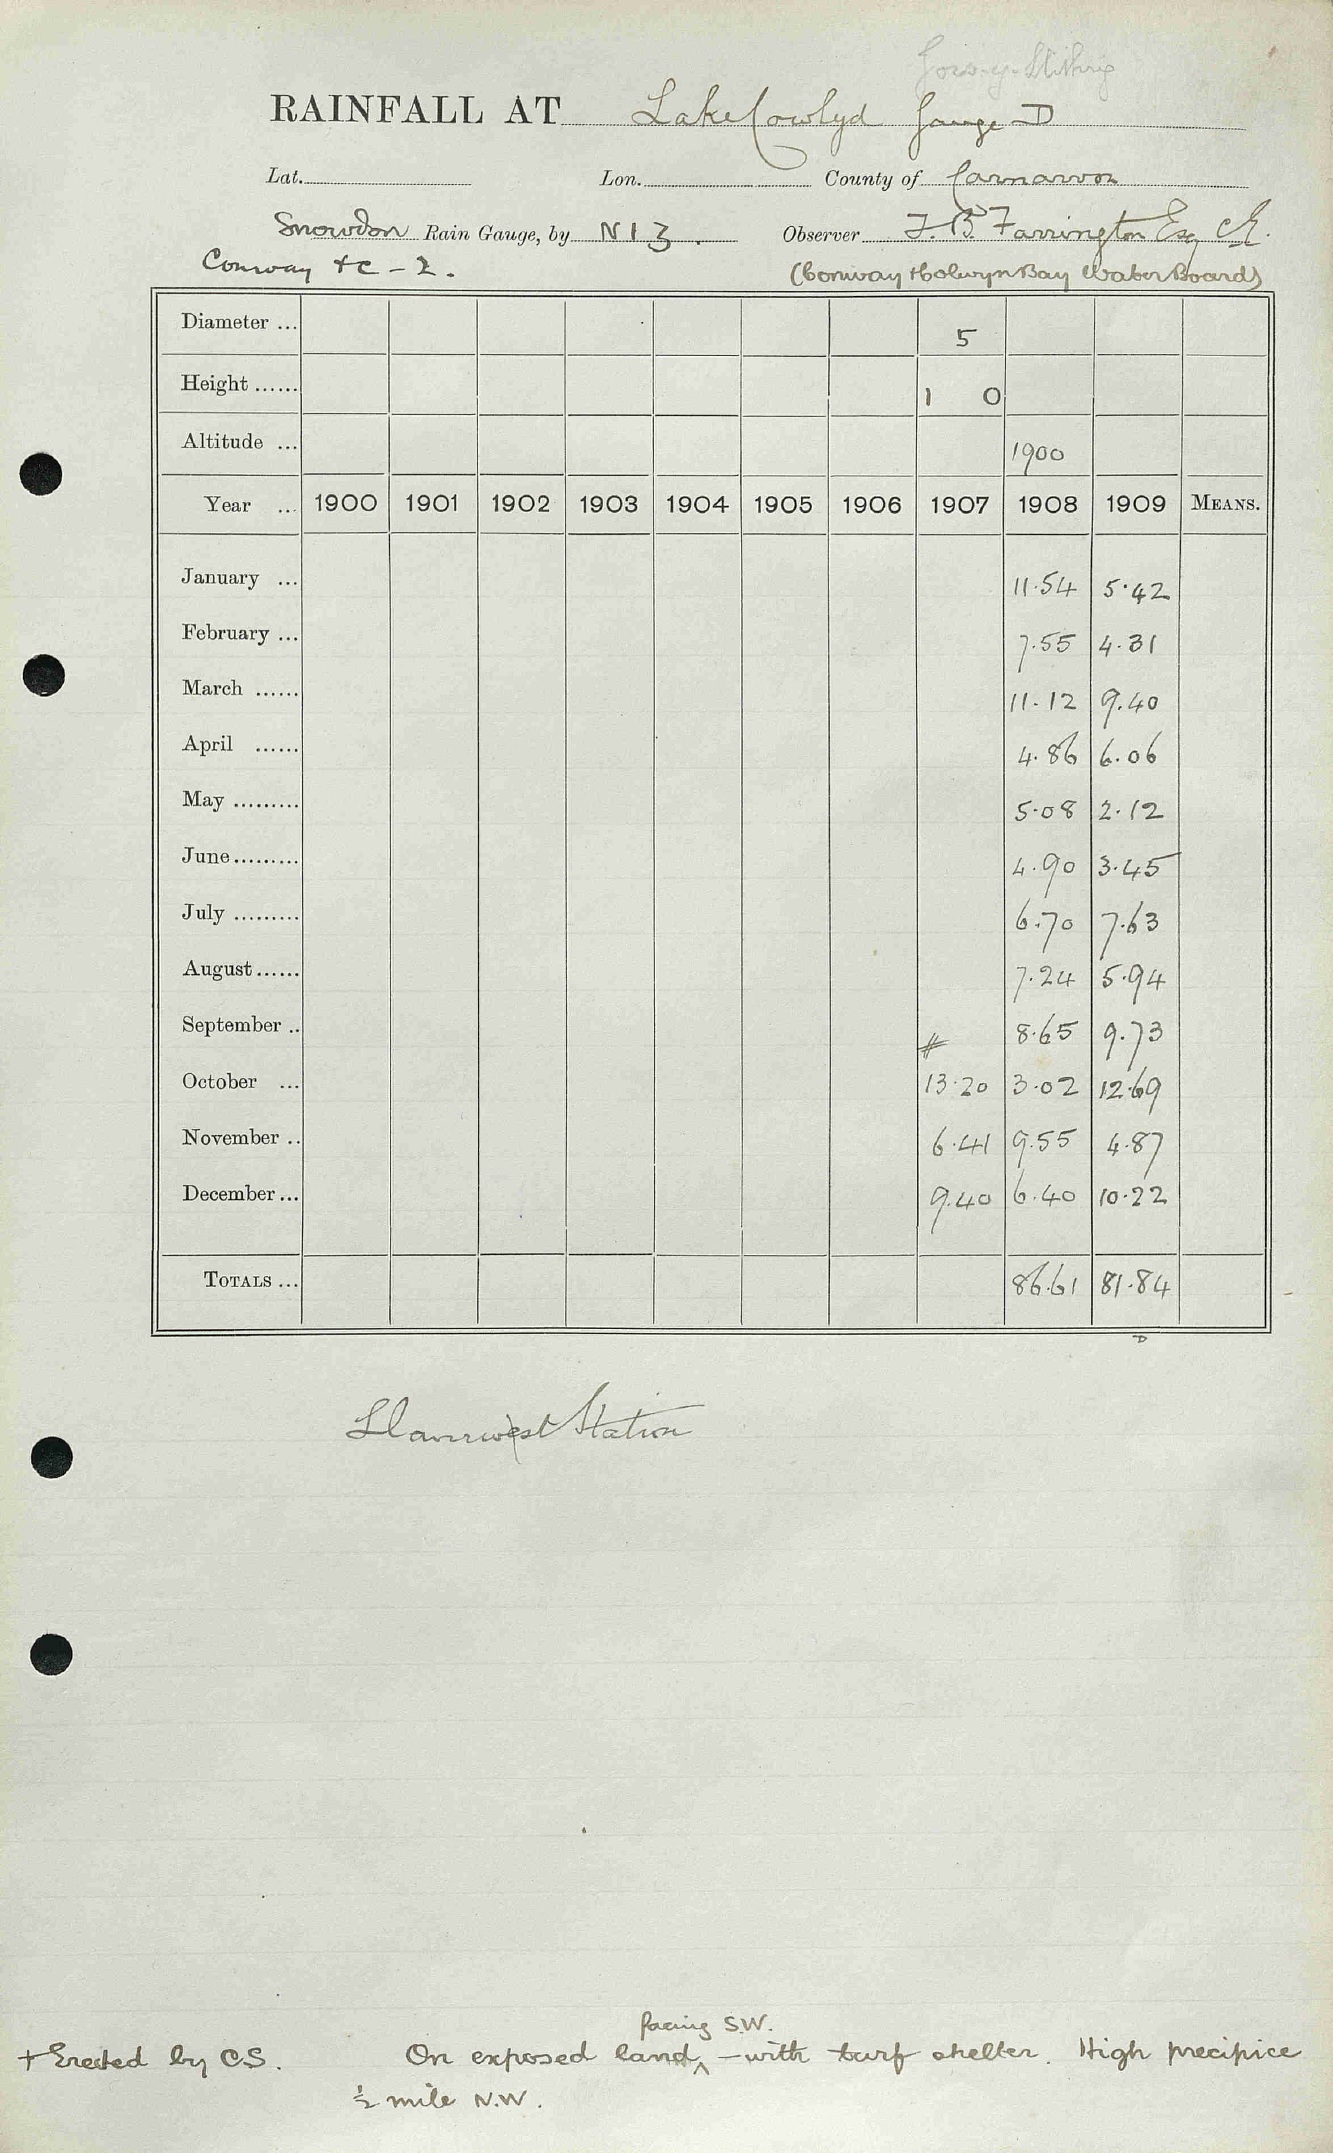 RAINFALL AT Lake Cowlyd Gauge D
Lat. Lon. County of Carnarvon
Snowdon Rain Gauge, by N13. Observer F. B. Farrington Esq C.E.
Conway &c - 2. (Conway & Colwyn Bay Water Board)
Diameter ... 5
Height ...... 1 0
Altitude ... 1900
Year ... 1900 1901 1902 1903 1904 1905 1906 1907 1908 1909 MEANS.
January ... 11.54 5.42
February ... 7.55 4.31
March ...... 11.12 9.40
April ...... 4.86 6.06
May ......... 5.08 2.12
June ......... 4.90 3.45
July ......... 6.70 7.63
August ...... 7.24 5.94
September .. # 8.65 9.73
October ... 13.20 3.02 12.69
November .. 6.41 9.55 4.87
December ... 9.40 6.40 10.22
TOTALS ... 86.61 81.84
D
Llanrwst Station
facing S.W.
+ Erected by C.S. On exposed land ^ - with turf shelter. High precipice
½ mile N.W.